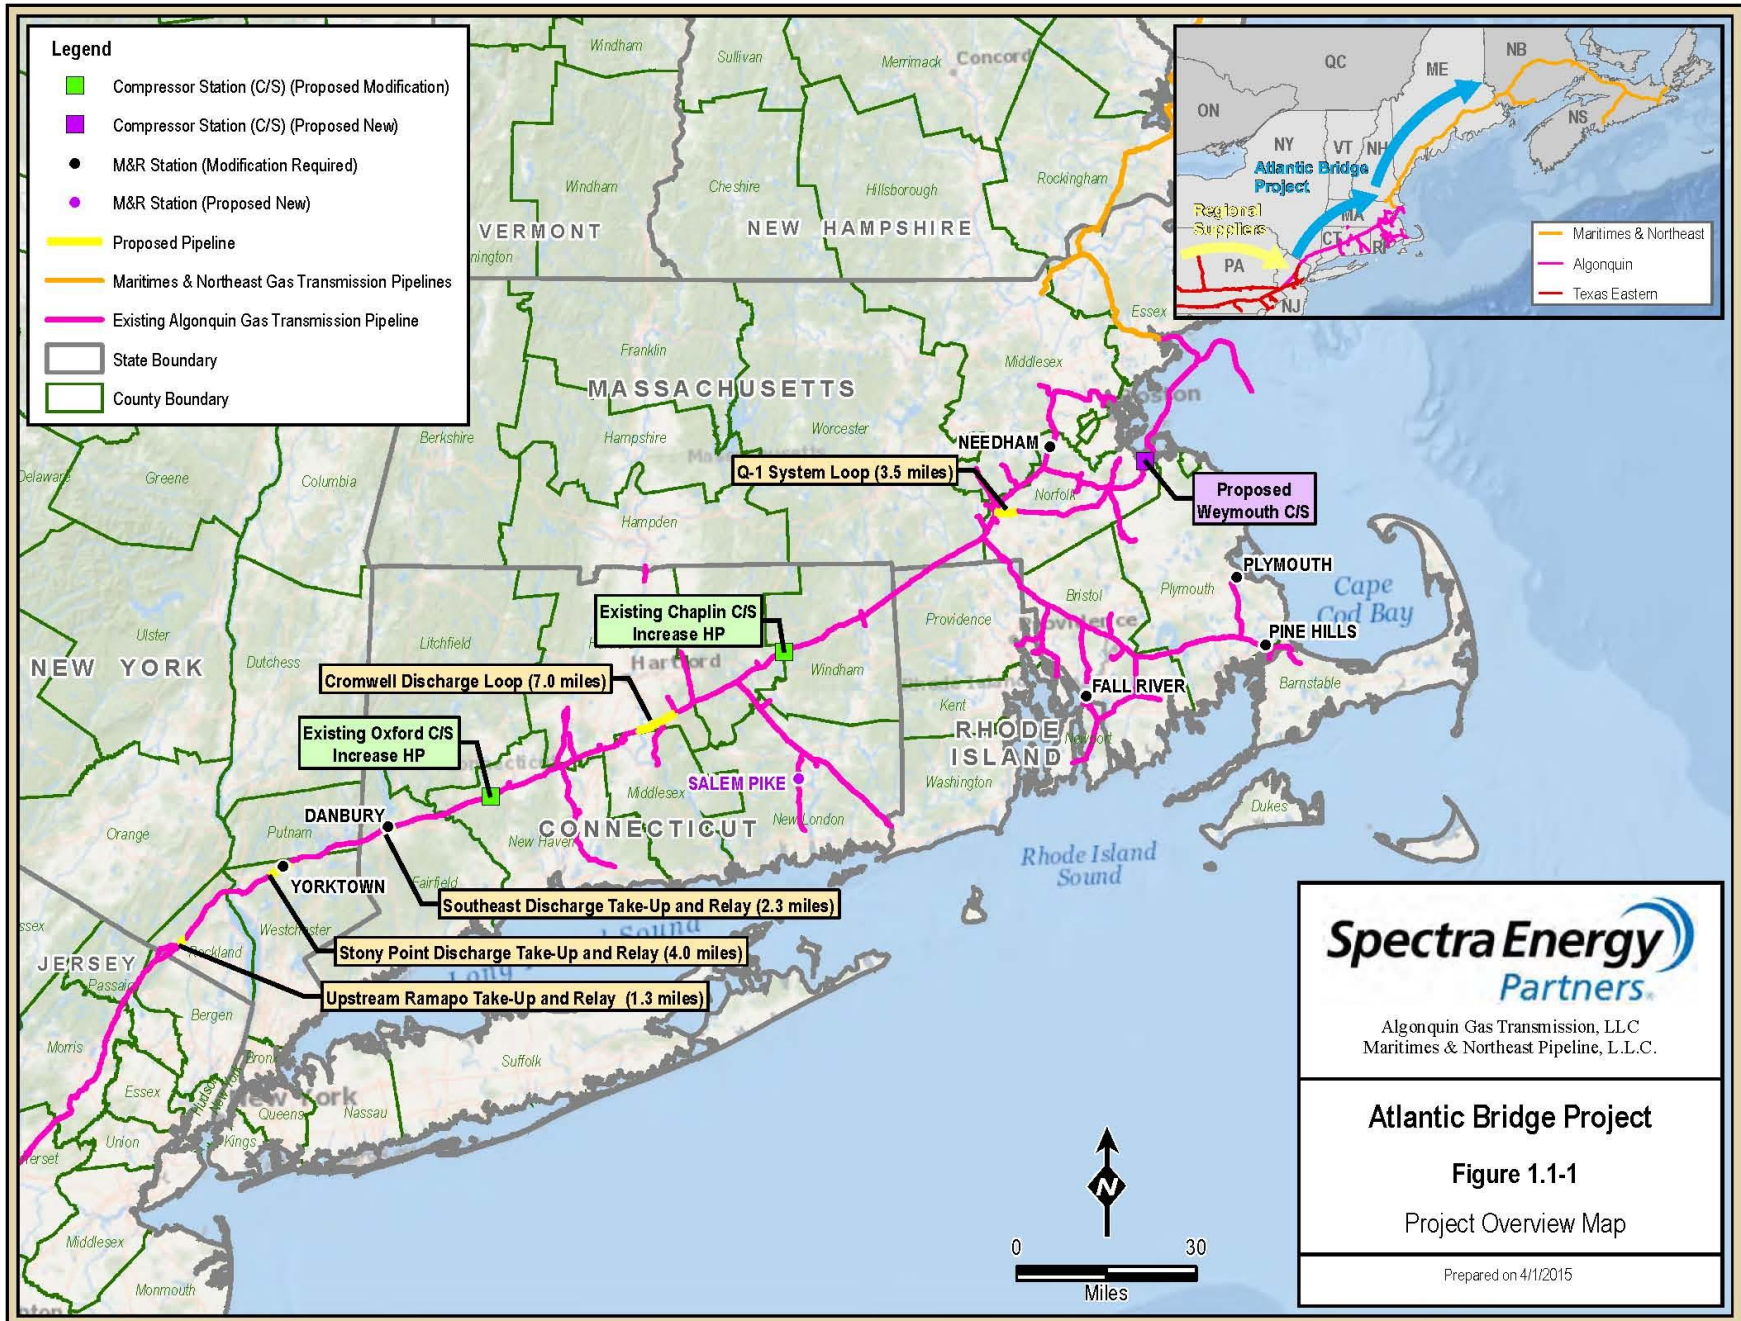 Legend
Compressor Station (C/S) (Proposed Modification)
Compressor Station (C/S) (Proposed New)
M&R Station (Modification Required)
M&R Station (Proposed New)
Proposed Pipeline
Maritimes & Northeast Gas Transmission Pipelines
Existing Algonquin Gas Transmission Pipeline
State Boundary
County Boundary
QC
NB
ME
ON
NS
NY
VT
NH
Atlantic Bridge
Project
MA
Regional
Suppliers
CT
RI
PA
NJ
Maritimes & Northeast
Algonquin
Texas Eastern
Windham
Sullivan
Merrimack
Concord
Windham
Cheshire
Hillsborough
Rockingham
VERMONT
NEW HAMPSHIRE
Essex
Franklin
Middlesex
MASSACHUSETTS
Berkshire
Hampshire
Worcester
NEEDHAM
Q-1 System Loop (3.5 miles)
Delaware
Greene
Columbia
Norfolk
Proposed
Weymouth C/S
Hampden
PLYMOUTH
Plymouth
Cape
Cod Bay
Bristol
Existing Chaplin C/S
Increase HP
Providence
Providence
PINE HILLS
Ulster
Litchfield
Hartford
Windham
NEW YORK
Dutchess
Cromwell Discharge Loop (7.0 miles)
Barnstable
FALL RIVER
Kent
Existing Oxford C/S
Increase HP
RHODE
ISLAND
Newport
SALEM PIKE
Washington
Middlesex
DANBURY
Dukes
Orange
Putnam
New Haven
CONNECTICUT
New London
Rhode Island
Sound
YORKTOWN
Fairfield
Southeast Discharge Take-Up and Relay (2.3 miles)
Westchester
Sound
Stony Point Discharge Take-Up and Relay (4.0 miles)
Rockland
JERSEY
Long
Passaic
Upstream Ramapo Take-Up and Relay (1.3 miles)
Bergen
Morris
Bronx
Suffolk
Essex
Hudson
New York
New York
Queens
Nassau
Union
Kings
Middlesex
Monmouth
N
0 30
Miles
Spectra Energy
Partners
Algonquin Gas Transmission, LLC
Maritimes & Northeast Pipeline, L.L.C.
Atlantic Bridge Project
Figure 1.1-1
Project Overview Map
Prepared on 4/1/2015